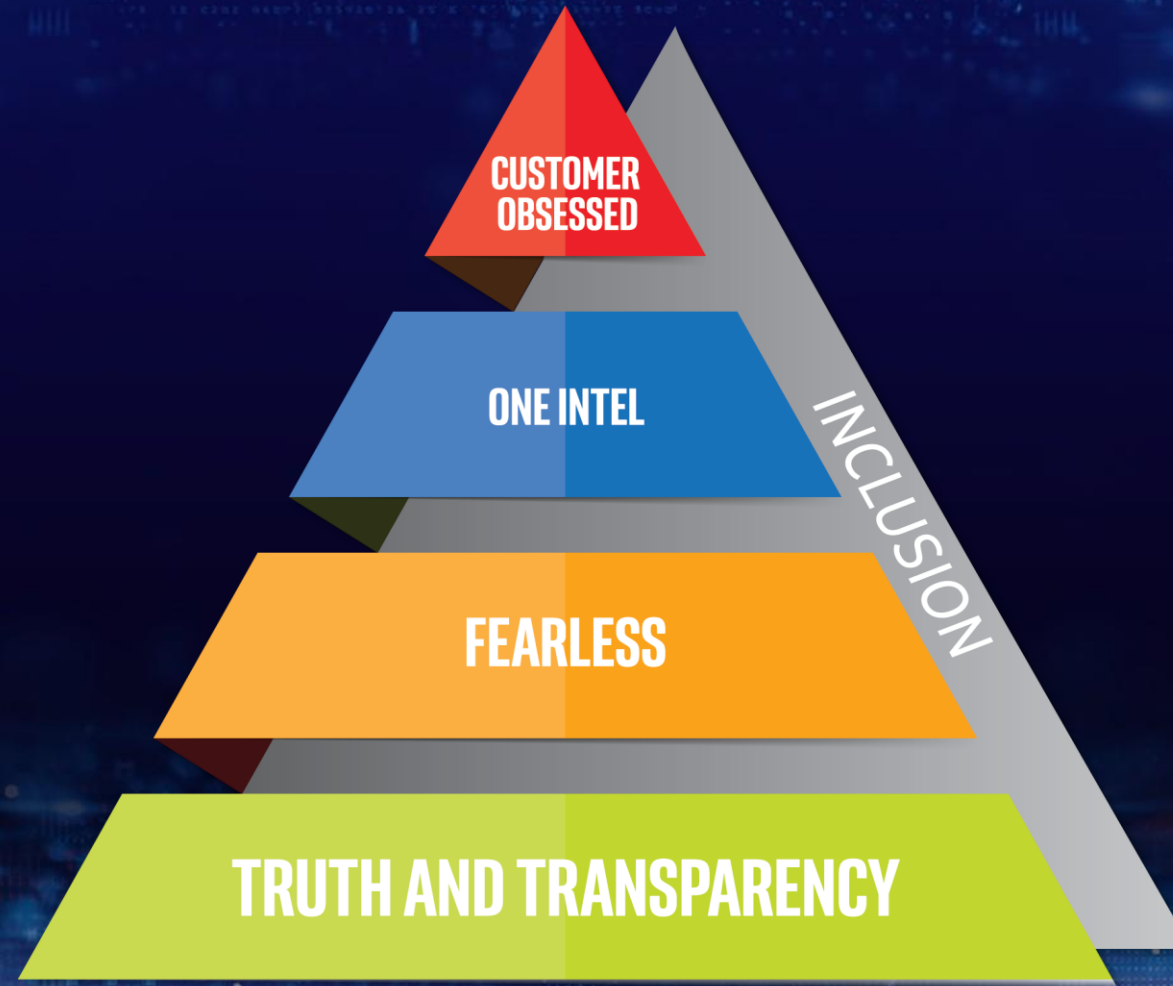 CUSTOMER
OBSESSED
ONE INTEL
INCLUSION
FEARLESS
TRUTH AND TRANSPARENCY